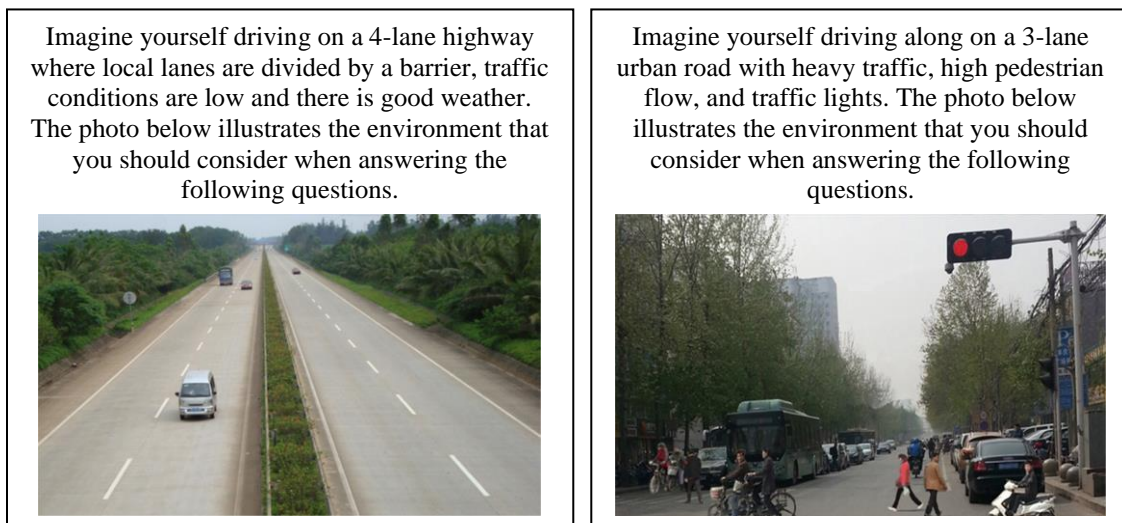 Imagine yourself driving on a 4-lane highway
where local lanes are divided by a barrier, traffic
conditions are low and there is good weather.
The photo below illustrates the environment that
you should consider when answering the
following questions.
Imagine yourself driving along on a 3-lane
urban road with heavy traffic, high pedestrian
flow, and traffic lights. The photo below
illustrates the environment that you should
consider when answering the following
questions.